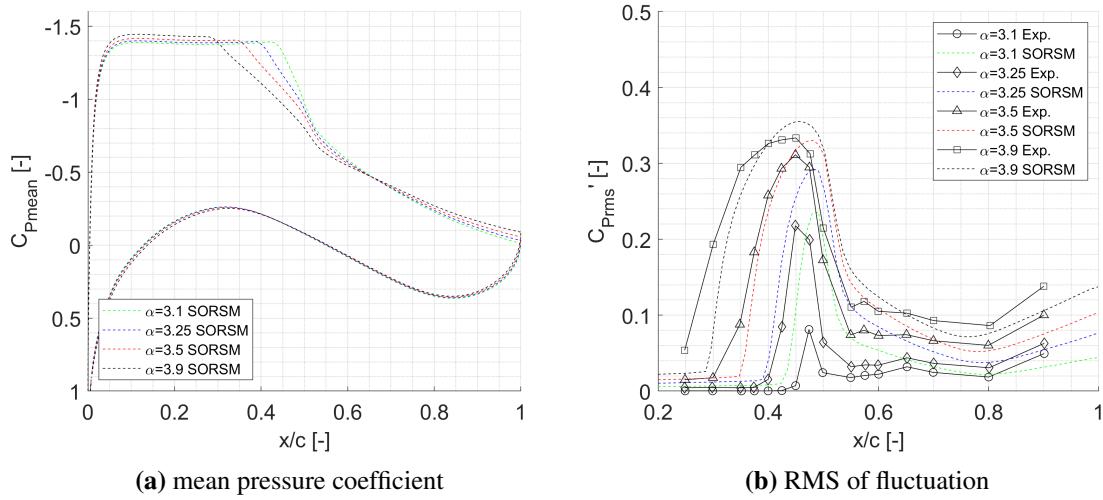 -1.5
-1
-0.5
0
0.5
1
C_Pmean [-]
0
0.2
0.4
0.6
0.8
1
x/c [-]
α=3.1 SORSM
α=3.25 SORSM
α=3.5 SORSM
α=3.9 SORSM
(a) mean pressure coefficient
0.5
0.4
0.3
0.2
0.1
0
C_Prms' [-]
0.2
0.4
0.6
0.8
1
x/c [-]
α=3.1 Exp.
α=3.1 SORSM
α=3.25 Exp.
α=3.25 SORSM
α=3.5 Exp.
α=3.5 SORSM
α=3.9 Exp.
α=3.9 SORSM
(b) RMS of fluctuation